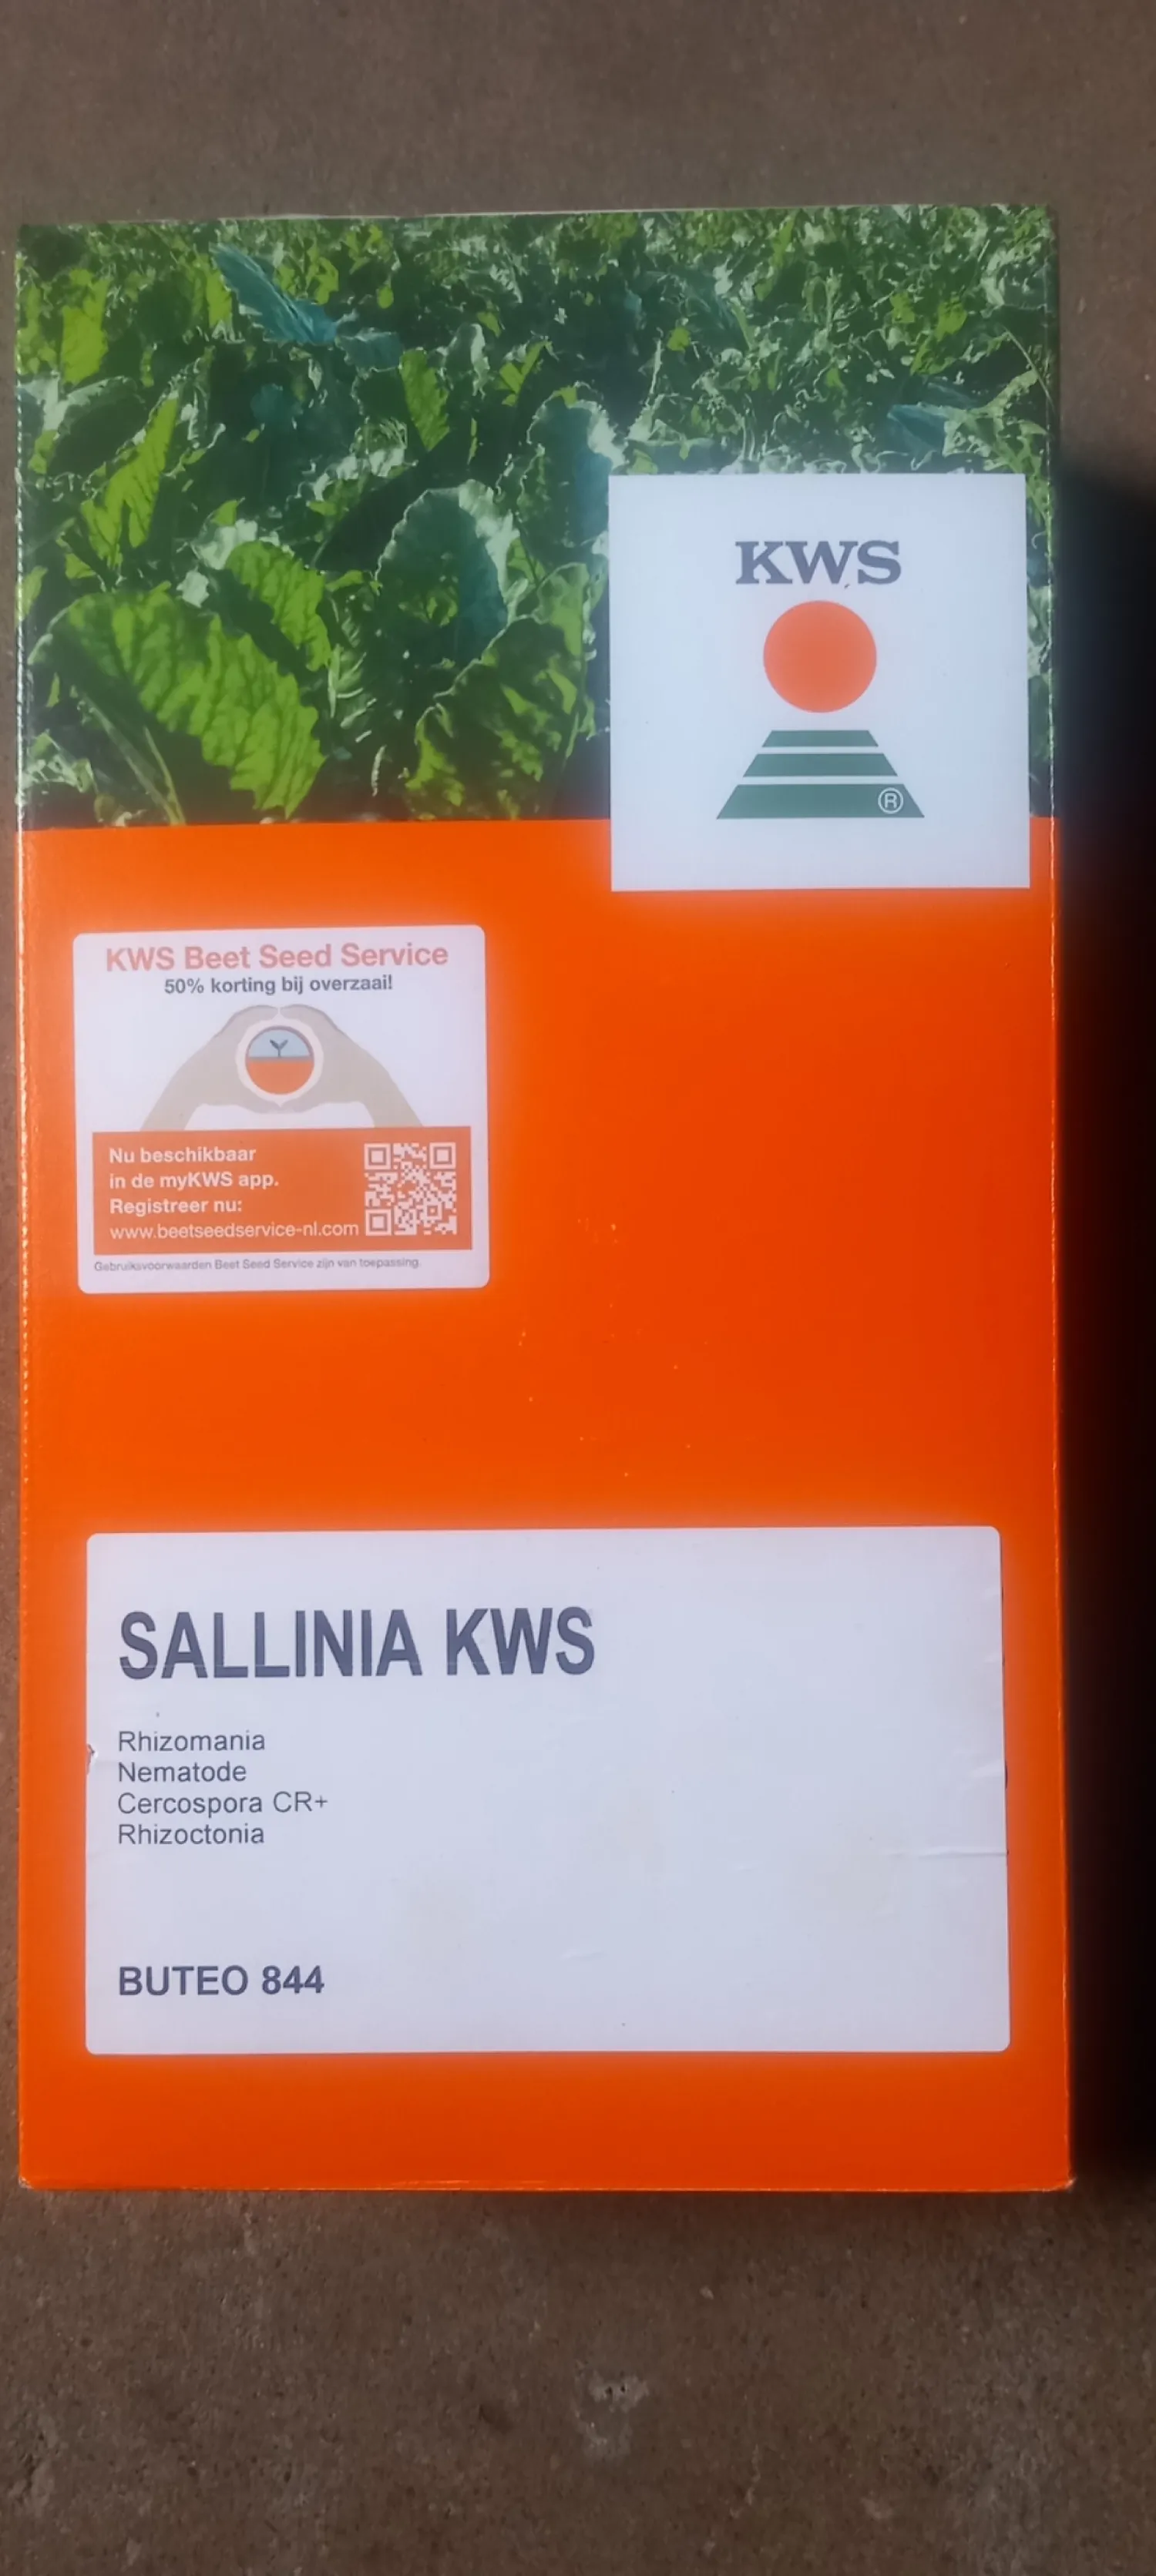 KWS
®
KWS Beet Seed Service
50% korting bij overzaai!
Nu beschikbaar
in de myKWS app.
Registreer nu:
www.beetseedservice-nl.com
Gebruiksvoorwaarden Beet Seed Service zijn van toepassing.
SALLINIA KWS
Rhizomania
Nematode
Cercospora CR+
Rhizoctonia
BUTEO 844